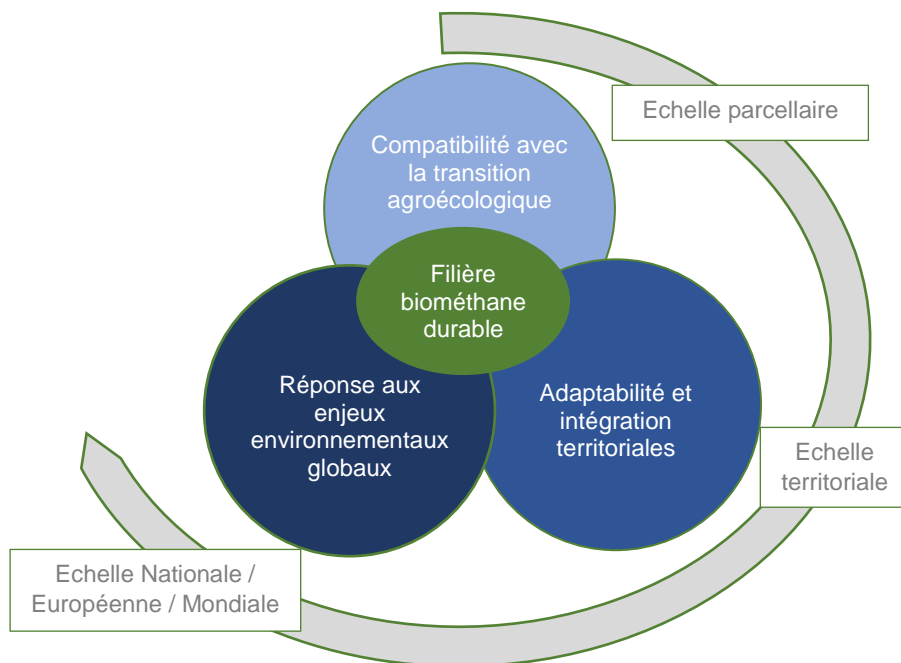 Echelle parcellaire
Compatibilité avec
la transition
agroécologique
Filière
biométhane
durable
Réponse aux
enjeux
environnementaux
globaux
Adaptabilité et
intégration
territoriales
Echelle
territoriale
Echelle Nationale /
Européenne / Mondiale